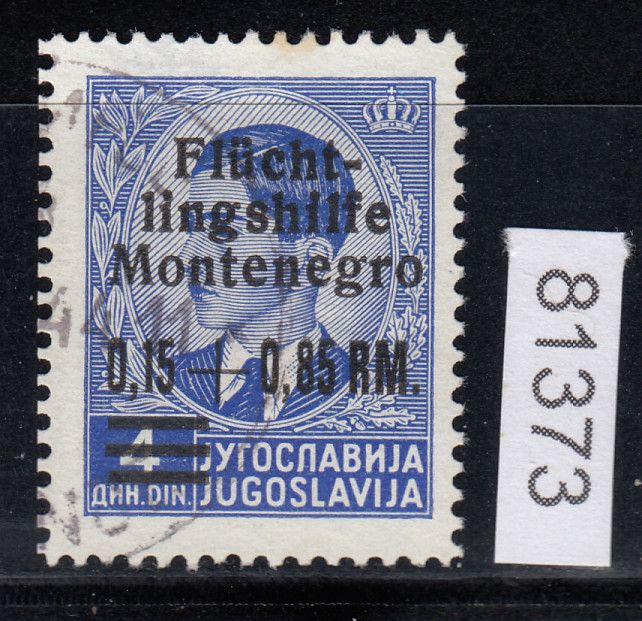 Flücht-
lingshilfe
Montenegro
0,15 + 0,85 RM.
4
ЈУГОСЛАВИЈА
ДИН. DIN. JUGOSLAVIJA
81373